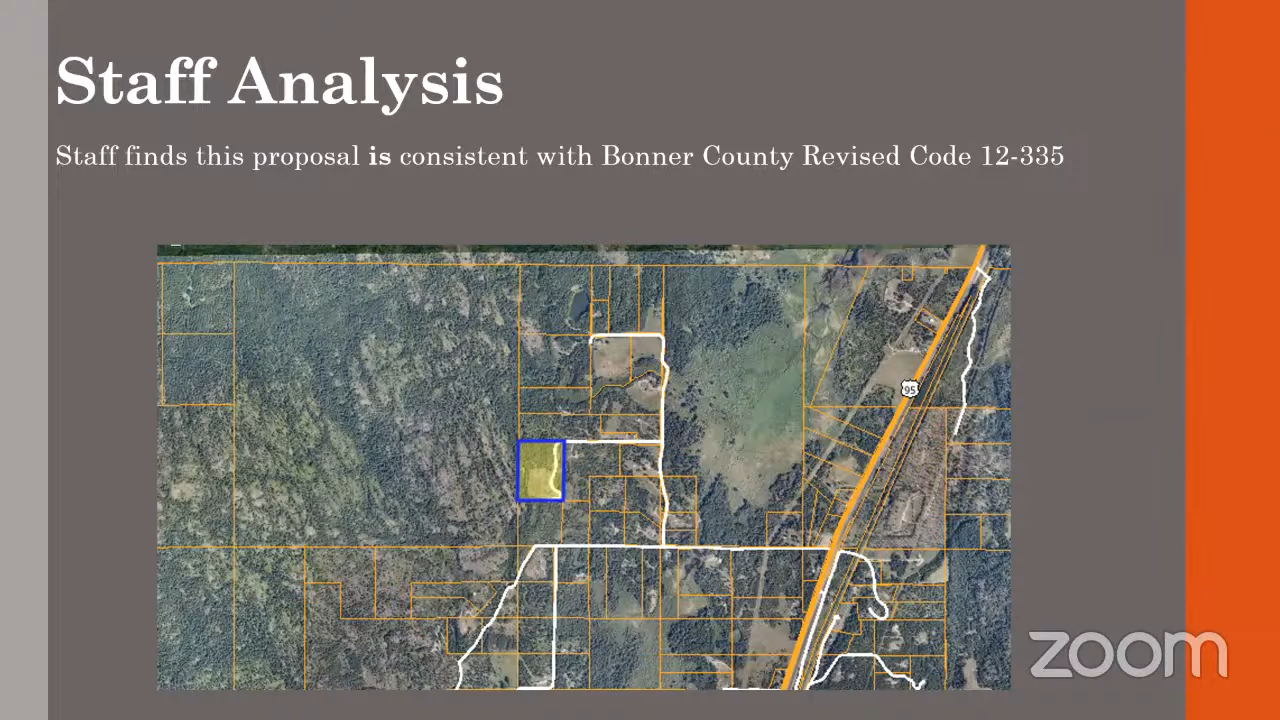 Staff Analysis
Staff finds this proposal is consistent with Bonner County Revised Code 12-335
95
zoom